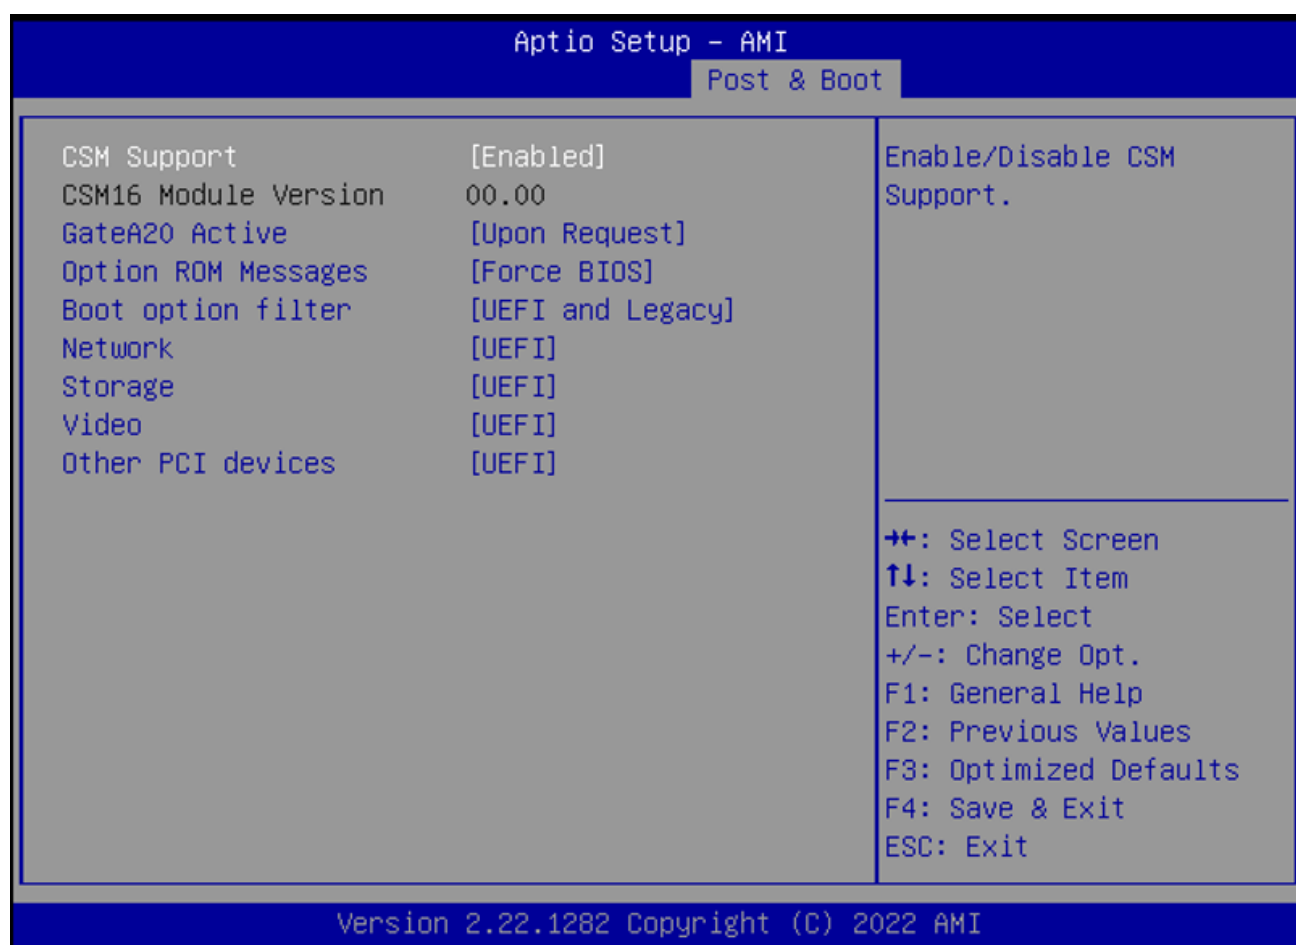 Aptio Setup – AMI
Post & Boot
CSM Support [Enabled]
CSM16 Module Version 00.00
GateA20 Active [Upon Request]
Option ROM Messages [Force BIOS]
Boot option filter [UEFI and Legacy]
Network [UEFI]
Storage [UEFI]
Video [UEFI]
Other PCI devices [UEFI]
Enable/Disable CSM
Support.
→←: Select Screen
↑↓: Select Item
Enter: Select
+/-: Change Opt.
F1: General Help
F2: Previous Values
F3: Optimized Defaults
F4: Save & Exit
ESC: Exit
Version 2.22.1282 Copyright (C) 2022 AMI